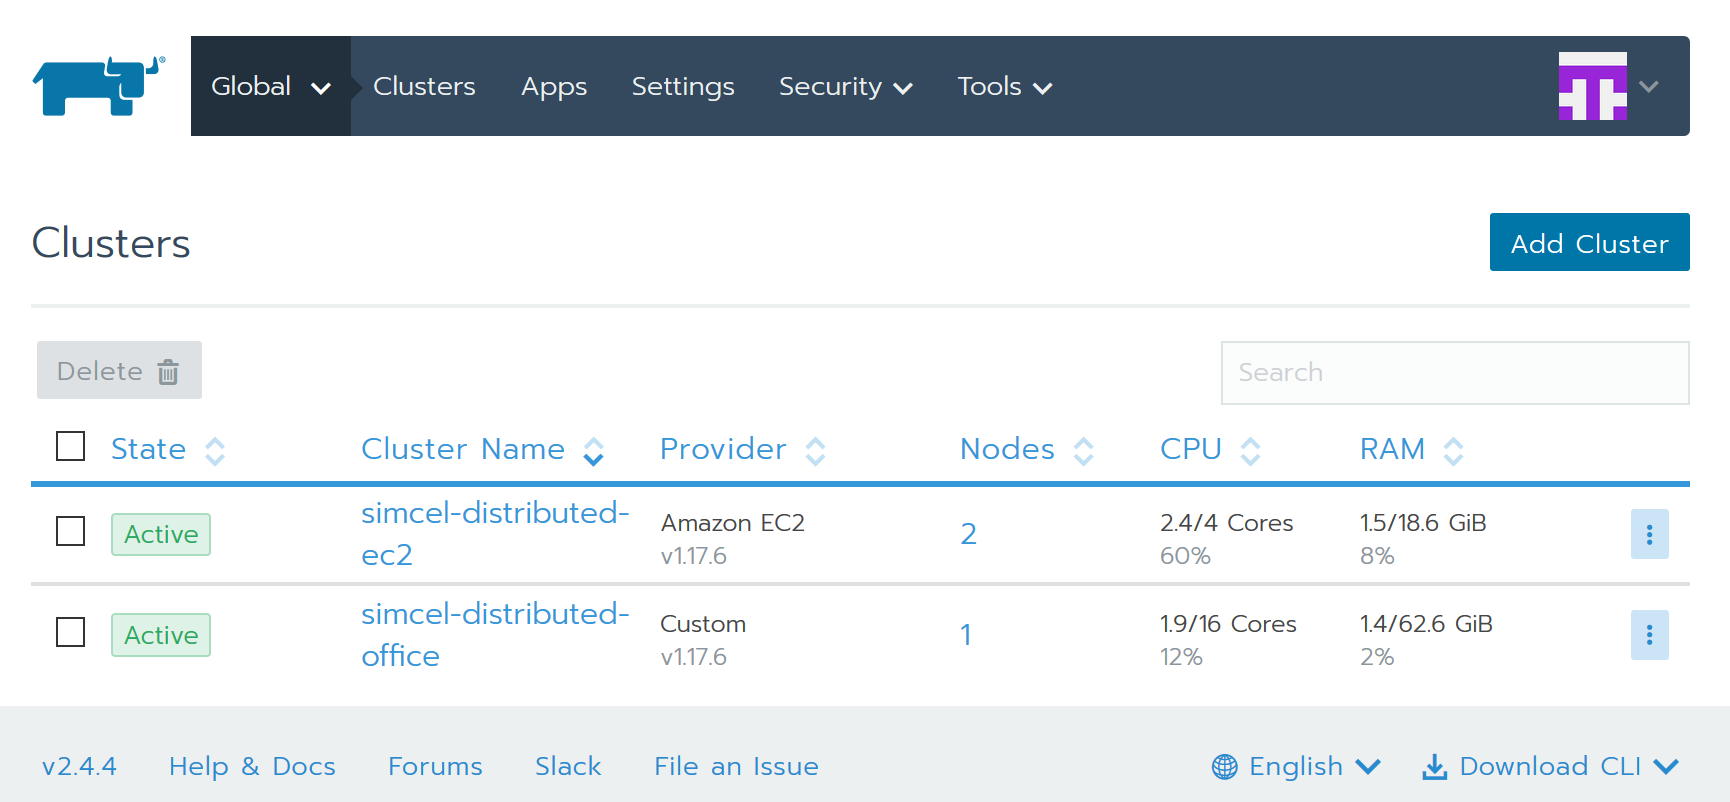 Global Clusters Apps Settings Security Tools
Clusters
Add Cluster
Delete
Search
State Cluster Name Provider Nodes CPU RAM
Active simcel-distributed-ec2 Amazon EC2 v1.17.6 2 2.4/4 Cores 60% 1.5/18.6 GiB 8%
Active simcel-distributed-office Custom v1.17.6 1 1.9/16 Cores 12% 1.4/62.6 GiB 2%
v2.4.4 Help & Docs Forums Slack File an Issue English Download CLI